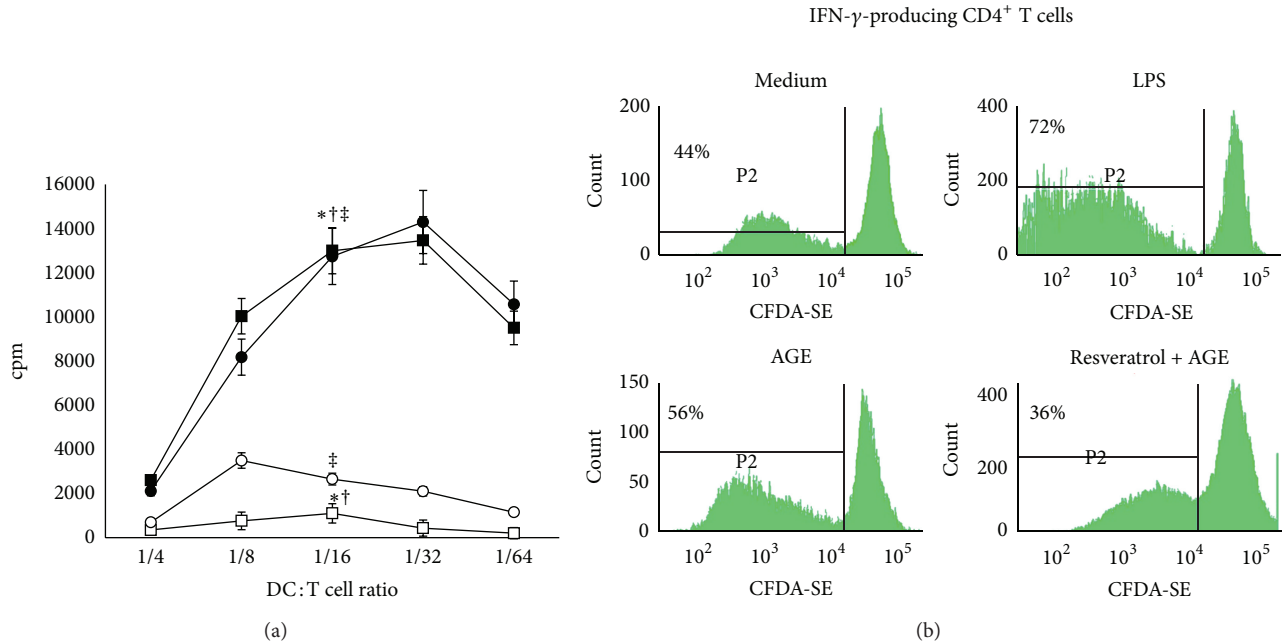 IFN-γ-producing CD4⁺ T cells
16000
14000
12000
10000
8000
6000
4000
2000
0
cpm
*†‡
‡
*†
1/4 1/8 1/16 1/32 1/64
DC:T cell ratio
(a)
Medium
200
100
0
Count
44%
P2
10² 10³ 10⁴ 10⁵
CFDA-SE
LPS
400
200
0
Count
72%
P2
10² 10³ 10⁴ 10⁵
CFDA-SE
AGE
150
100
50
0
Count
56%
P2
10² 10³ 10⁴ 10⁵
CFDA-SE
Resveratrol + AGE
400
200
0
Count
36%
P2
10² 10³ 10⁴ 10⁵
CFDA-SE
(b)